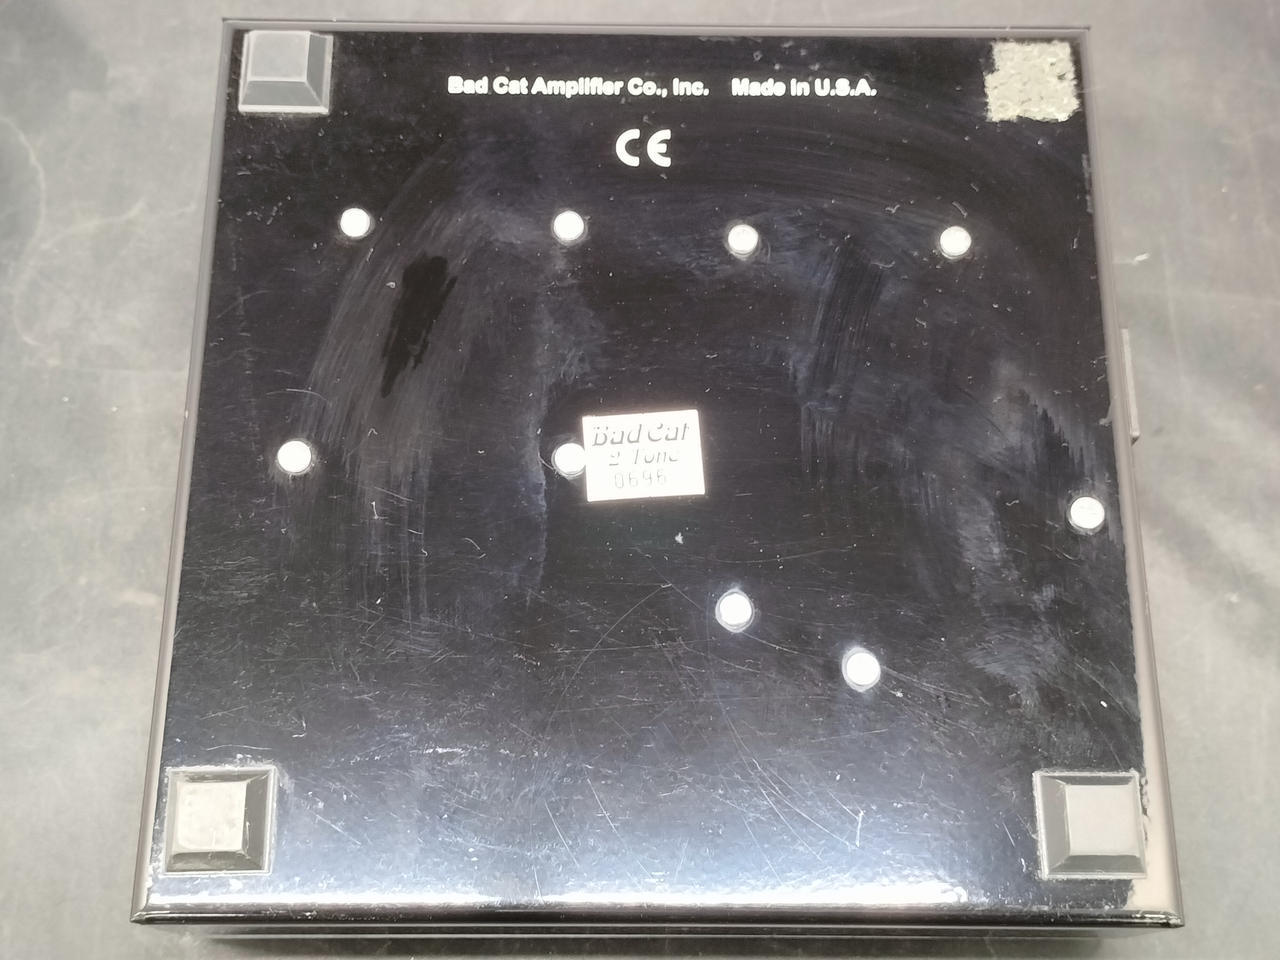 Bad Cat Amplifier Co., Inc. Made in U.S.A.
CE
Bad Cat
2 Tone
0696